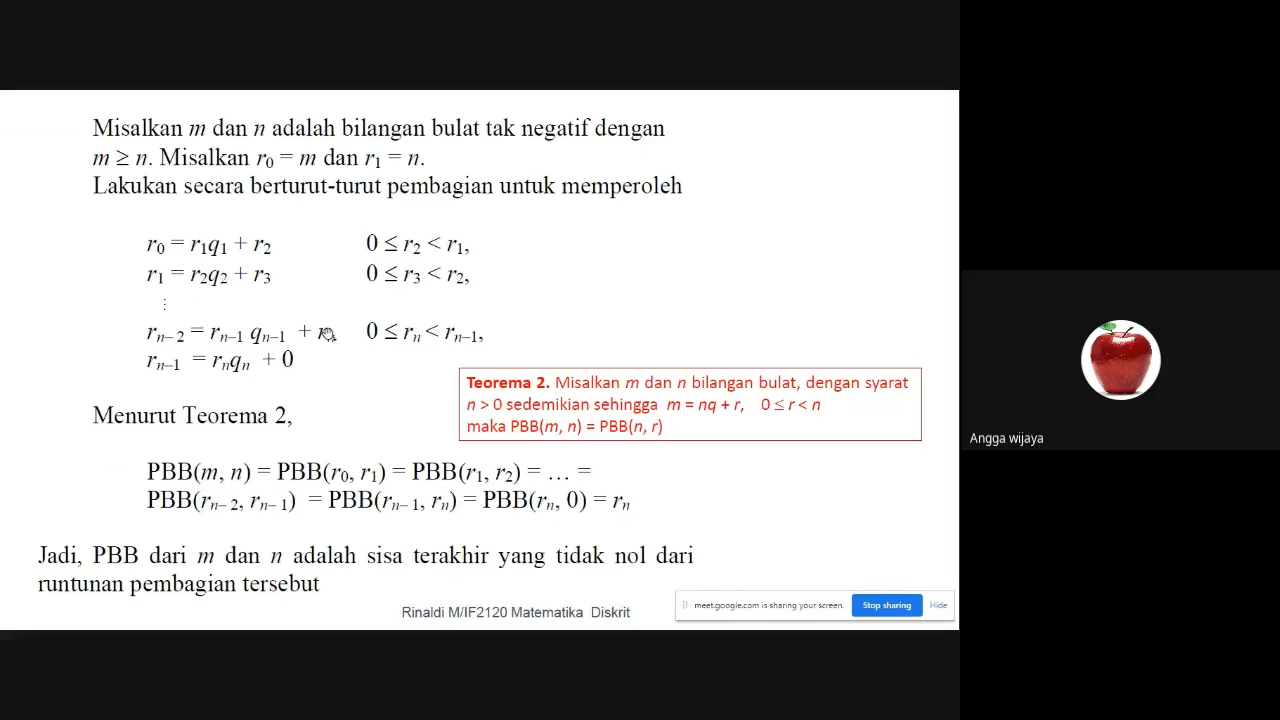 Misalkan m dan n adalah bilangan bulat tak negatif dengan
m ≥ n. Misalkan r₀ = m dan r₁ = n.
Lakukan secara berturut-turut pembagian untuk memperoleh
r₀ = r₁q₁ + r₂ 0 ≤ r₂ < r₁,
r₁ = r₂q₂ + r₃ 0 ≤ r₃ < r₂,
⋮
rₙ₋₂ = rₙ₋₁ qₙ₋₁ + 0 ≤ rₙ < rₙ₋₁,
rₙ₋₁ = rₙqₙ + 0
Teorema 2. Misalkan m dan n bilangan bulat, dengan syarat
n > 0 sedemikian sehingga m = nq + r, 0 ≤ r < n
maka PBB(m, n) = PBB(n, r)
Menurut Teorema 2,
PBB(m, n) = PBB(r₀, r₁) = PBB(r₁, r₂) = … =
PBB(rₙ₋₂, rₙ₋₁) = PBB(rₙ₋₁, rₙ) = PBB(rₙ, 0) = rₙ
Jadi, PBB dari m dan n adalah sisa terakhir yang tidak nol dari
runtunan pembagian tersebut
Rinaldi M/IF2120 Matematika Diskrit
meet.google.com is sharing your screen. Stop sharing Hide
Angga wijaya